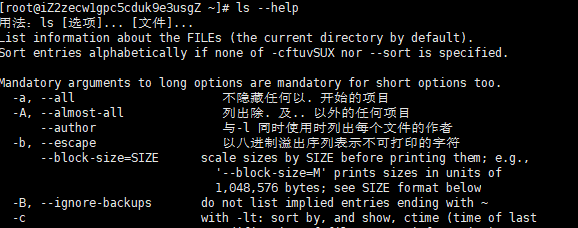 [root@iZ2zecw1gpc5cduk9e3usgZ ~]# ls --help
用法：ls [选项]... [文件]...
List information about the FILEs (the current directory by default).
Sort entries alphabetically if none of -cftuvSUX nor --sort is specified.
Mandatory arguments to long options are mandatory for short options too.
-a, --all 不隐藏任何以. 开始的项目
-A, --almost-all 列出除. 及.. 以外的任何项目
--author 与-l 同时使用时列出每个文件的作者
-b, --escape 以八进制溢出序列表示不可打印的字符
--block-size=SIZE scale sizes by SIZE before printing them; e.g.,
'--block-size=M' prints sizes in units of
1,048,576 bytes; see SIZE format below
-B, --ignore-backups do not list implied entries ending with ~
-c with -lt: sort by, and show, ctime (time of last